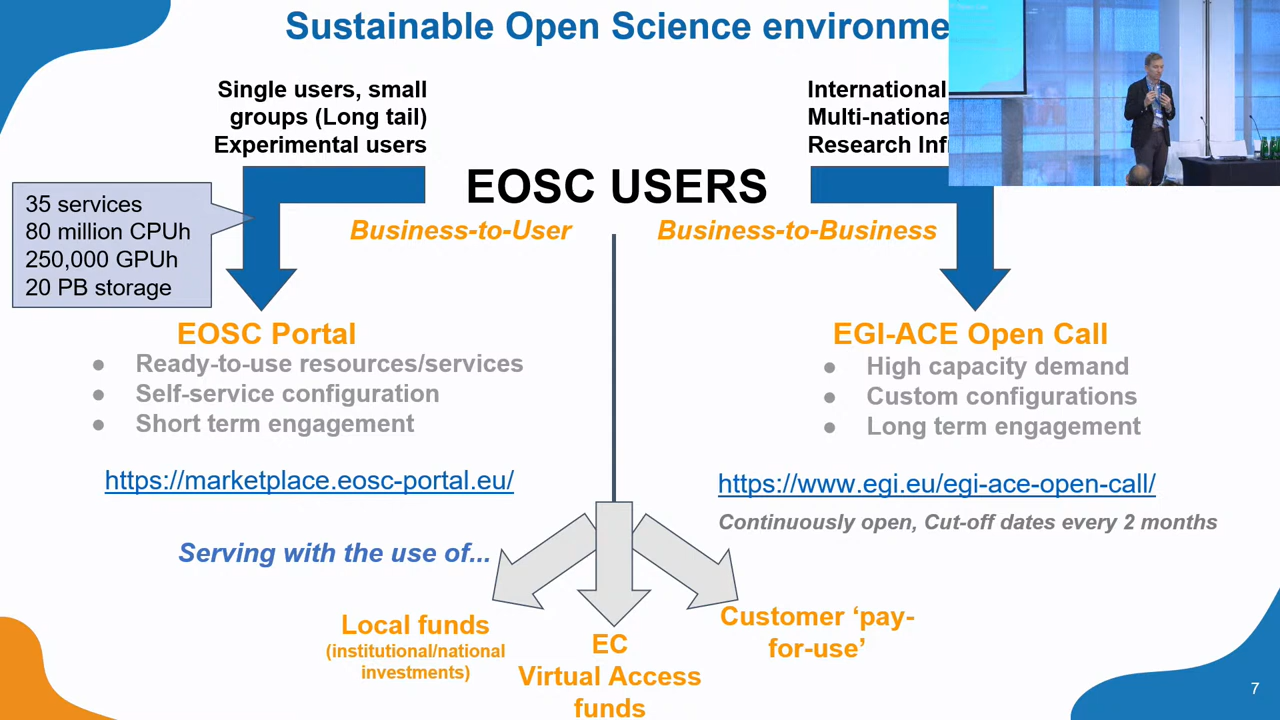 Sustainable Open Science environme
Single users, small
groups (Long tail)
Experimental users
International
Multi-nationa
Research Inf
EOSC USERS
Business-to-User
Business-to-Business
35 services
80 million CPUh
250,000 GPUh
20 PB storage
EOSC Portal
● Ready-to-use resources/services
● Self-service configuration
● Short term engagement
https://marketplace.eosc-portal.eu/
EGI-ACE Open Call
● High capacity demand
● Custom configurations
● Long term engagement
https://www.egi.eu/egi-ace-open-call/
Continuously open, Cut-off dates every 2 months
Serving with the use of...
Local funds
(institutional/national
investments)
EC
Virtual Access
funds
Customer ‘pay-
for-use’
7